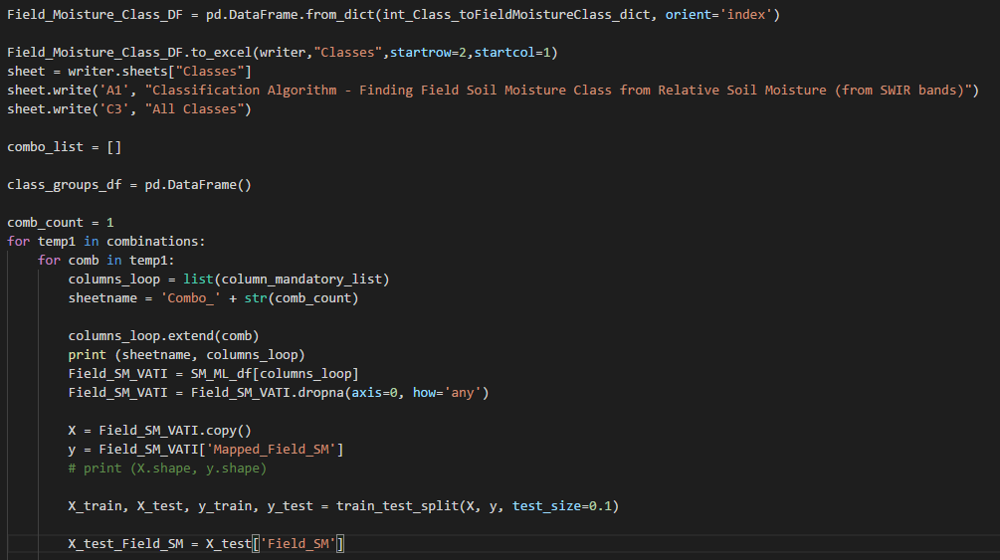 Field_Moisture_Class_DF = pd.DataFrame.from_dict(int_Class_toFieldMoistureClass_dict, orient='index')
Field_Moisture_Class_DF.to_excel(writer,"Classes",startrow=2,startcol=1)
sheet = writer.sheets["Classes"]
sheet.write('A1', "Classification Algorithm - Finding Field Soil Moisture Class from Relative Soil Moisture (from SWIR bands)")
sheet.write('C3', "All Classes")
combo_list = []
class_groups_df = pd.DataFrame()
comb_count = 1
for temp1 in combinations:
    for comb in temp1:
        columns_loop = list(column_mandatory_list)
        sheetname = 'Combo_' + str(comb_count)
        columns_loop.extend(comb)
        print (sheetname, columns_loop)
        Field_SM_VATI = SM_ML_df[columns_loop]
        Field_SM_VATI = Field_SM_VATI.dropna(axis=0, how='any')
        X = Field_SM_VATI.copy()
        y = Field_SM_VATI['Mapped_Field_SM']
        # print (X.shape, y.shape)
        X_train, X_test, y_train, y_test = train_test_split(X, y, test_size=0.1)
        X_test_Field_SM = X_test['Field_SM']